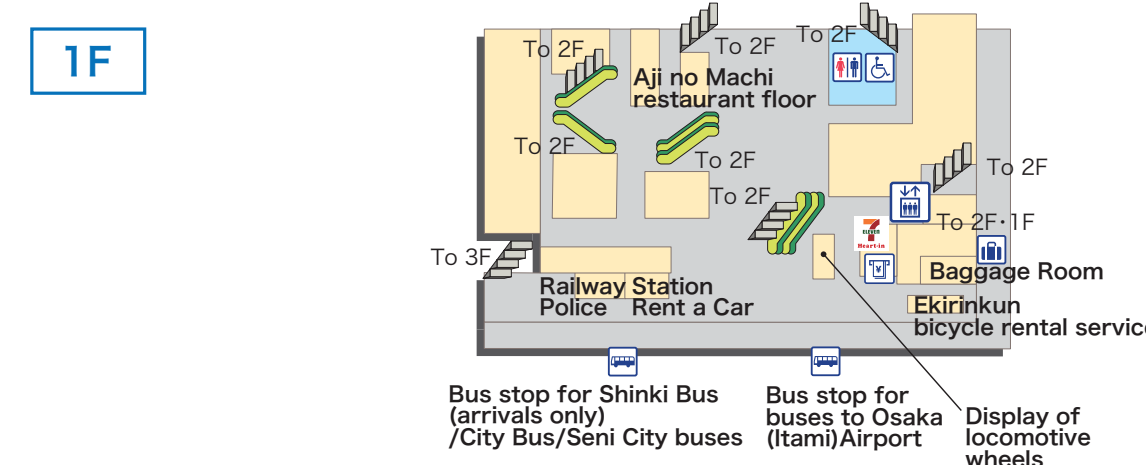 1F
To 2F
To 2F
To 2F
Aji no Machi
restaurant floor
To 2F
To 2F
To 2F
To 2F
To 2F・1F
7
ELEVEN
Heart-in
¥
To 3F
Baggage Room
Railway Station
Police Rent a Car
Ekirinkun
bicycle rental service
Bus stop for Shinki Bus
(arrivals only)
/City Bus/Seni City buses
Bus stop for
buses to Osaka
(Itami)Airport
Display of
locomotive
wheels